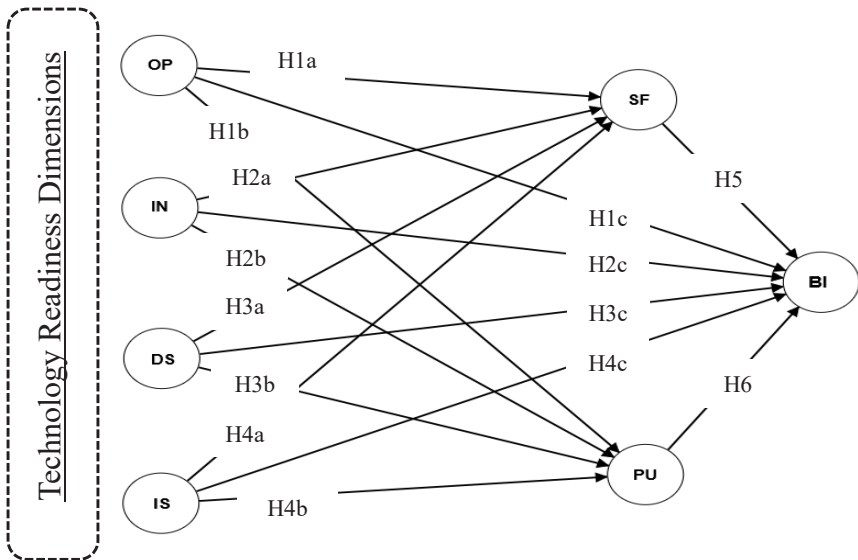 Technology Readiness Dimensions
OP
H1a
SF
H1b
H2a
H5
IN
H1c
H2b
H2c
BI
H3a
H3c
DS
H4c
H3b
H6
H4a
PU
IS
H4b